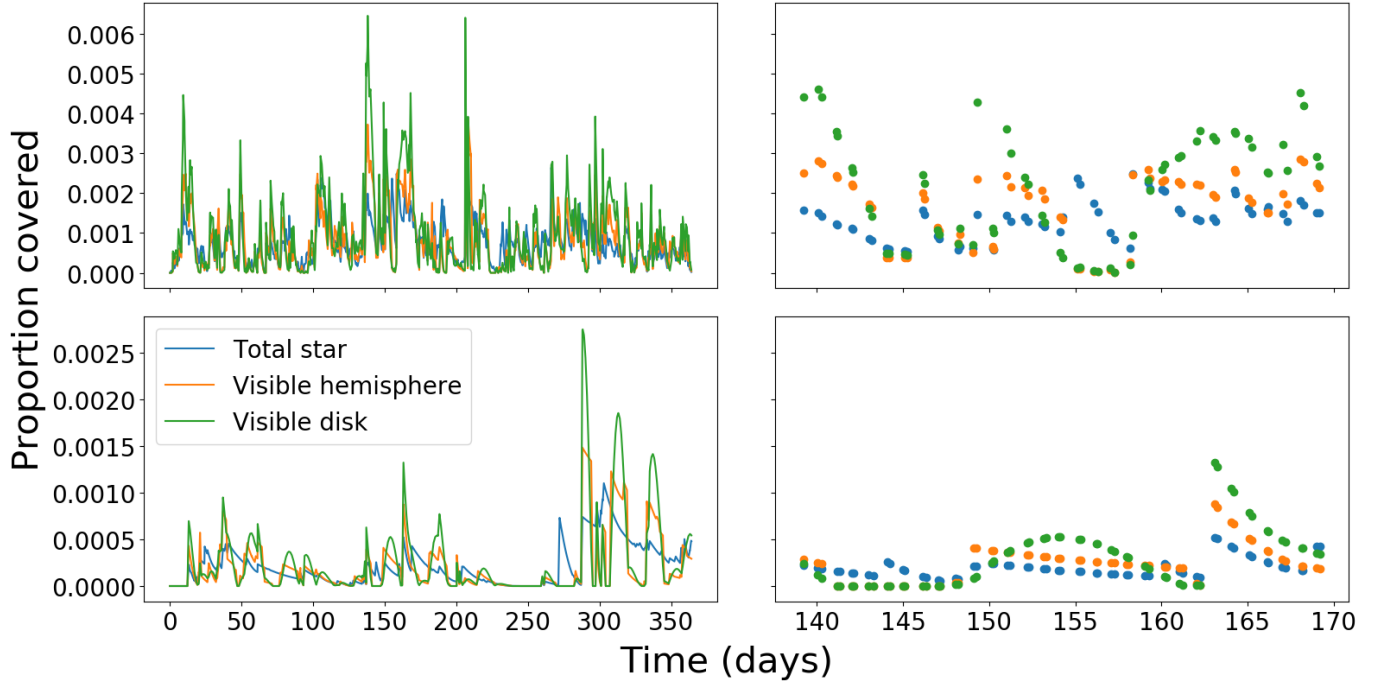 Proportion covered
0.006
0.005
0.004
0.003
0.002
0.001
0.000
0.0025
0.0020
0.0015
0.0010
0.0005
0.0000
Total star
Visible hemisphere
Visible disk
0 50 100 150 200 250 300 350
140 145 150 155 160 165 170
Time (days)